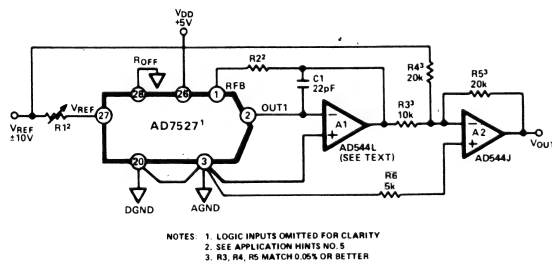 VDD
+5V
ROFF
28
26
1
RFB
R2²
C1
22pF
R4³
20k
R5³
20k
VREF
±10V
R1²
VREF
27
AD7527¹
2
OUT1
A1
R3³
10k
A2
VOUT
AD544L
(SEE TEXT)
AD544J
20
3
R6
5k
DGND
AGND
NOTES: 1. LOGIC INPUTS OMITTED FOR CLARITY
2. SEE APPLICATION HINTS NO. 5
3. R3, R4, R5 MATCH 0.05% OR BETTER